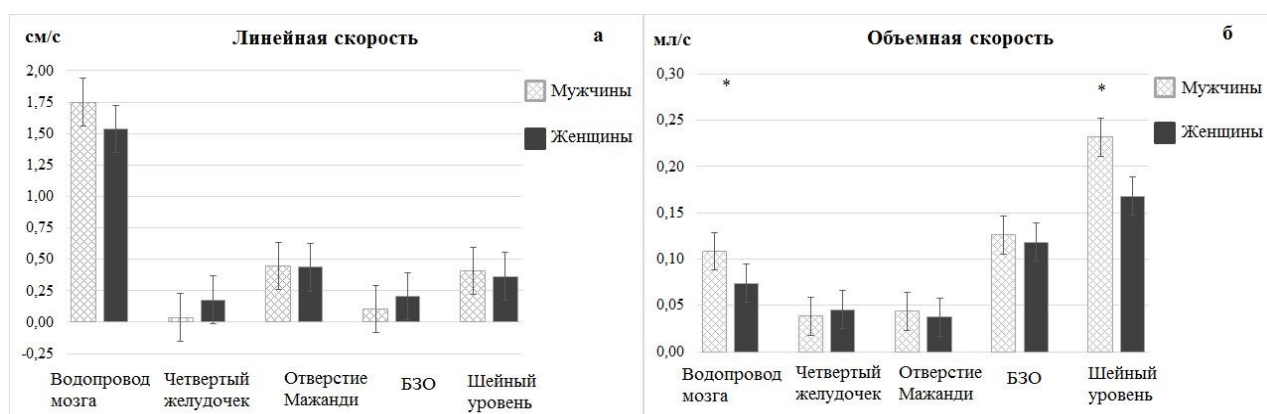 см/с
Линейная скорость
а
2,00
1,75
1,50
1,25
1,00
0,75
0,50
0,25
0,00
-0,25
Мужчины
Женщины
Водопровод
мозга
Четвертый
желудочек
Отверстие
Мажанди
БЗО
Шейный
уровень
мл/с
Объемная скорость
б
0,30
0,25
0,20
0,15
0,10
0,05
0,00
*
*
Мужчины
Женщины
Водопровод
мозга
Четвертый
желудочек
Отверстие
Мажанди
БЗО
Шейный
уровень